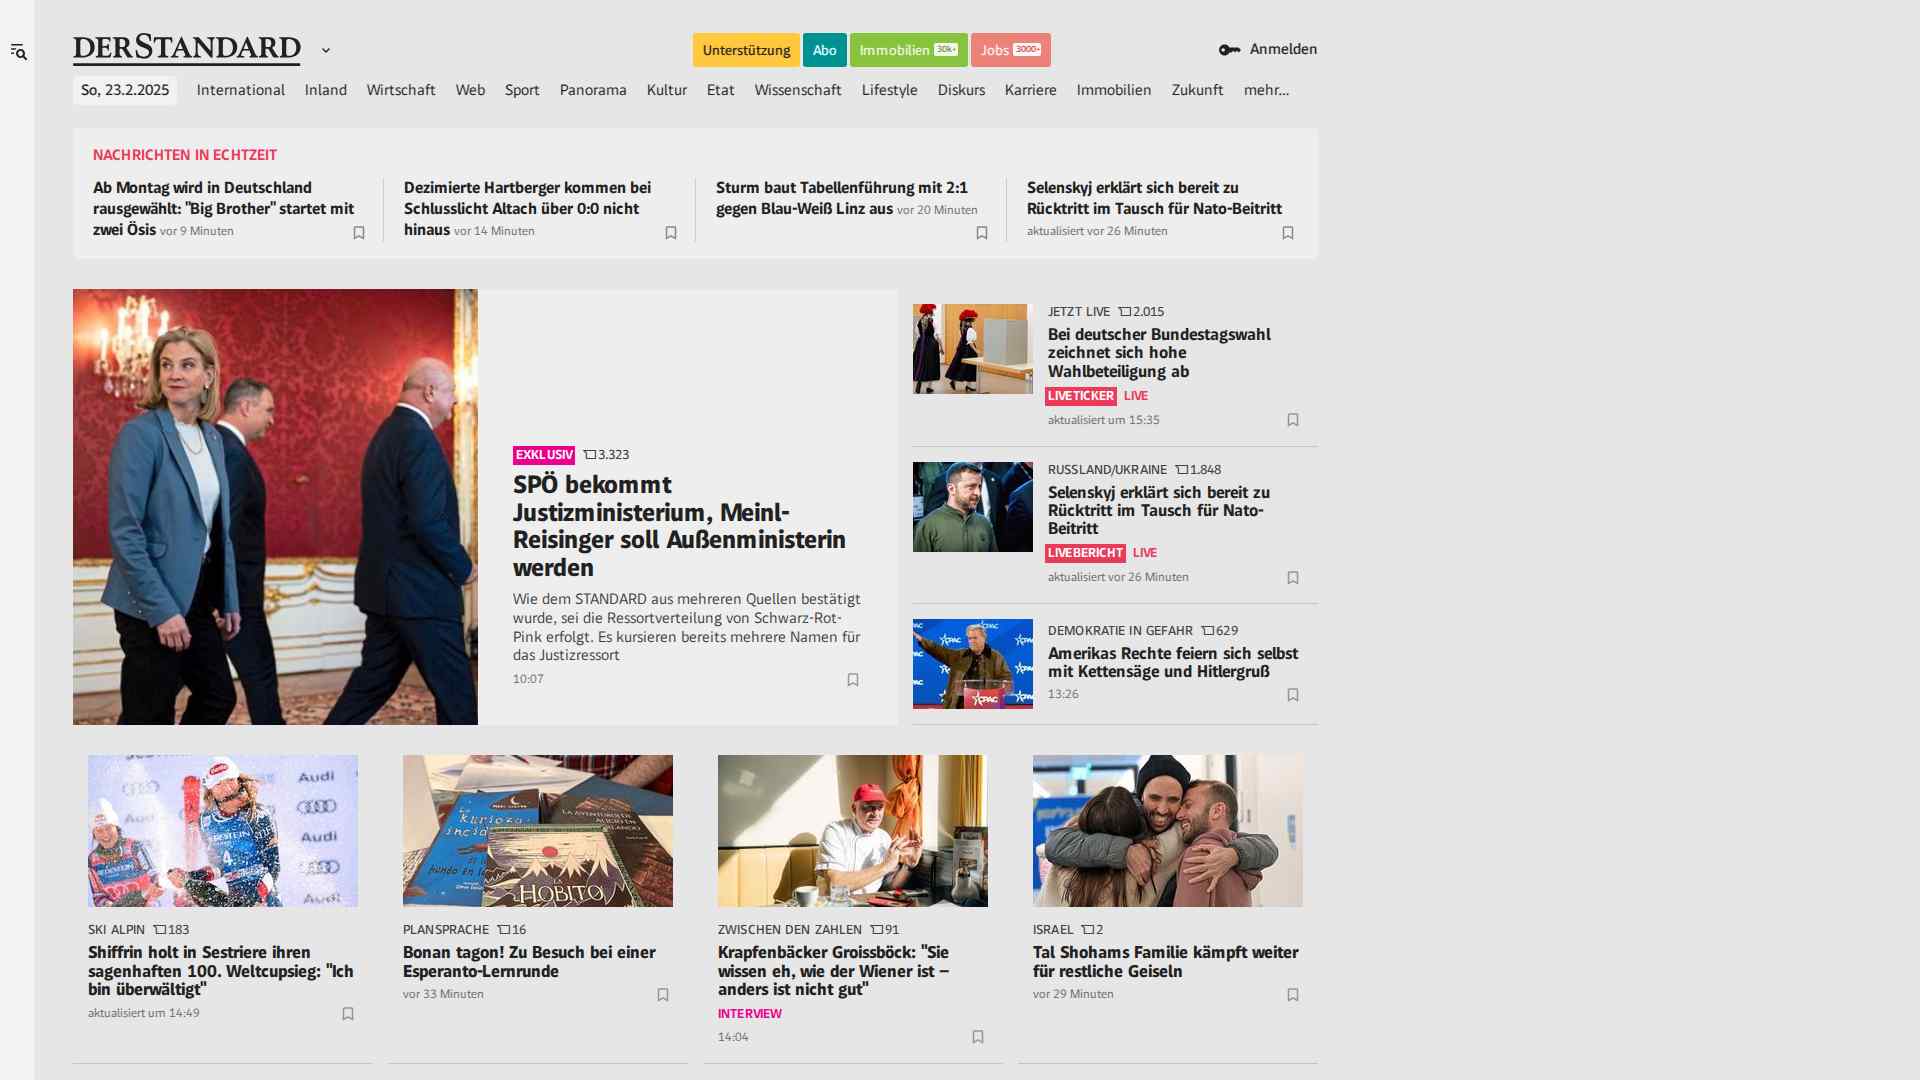 DERSTANDARD
Unterstützung
Abo
Immobilien 30k+
Jobs 3000+
Anmelden
So, 23.2.2025
International
Inland
Wirtschaft
Web
Sport
Panorama
Kultur
Etat
Wissenschaft
Lifestyle
Diskurs
Karriere
Immobilien
Zukunft
mehr...
NACHRICHTEN IN ECHTZEIT
Ab Montag wird in Deutschland
rausgewählt: "Big Brother" startet mit
zwei Ösis vor 9 Minuten
Dezimierte Hartberger kommen bei
Schlusslicht Altach über 0:0 nicht
hinaus vor 14 Minuten
Sturm baut Tabellenführung mit 2:1
gegen Blau-Weiß Linz aus vor 20 Minuten
Selenskyj erklärt sich bereit zu
Rücktritt im Tausch für Nato-Beitritt
aktualisiert vor 26 Minuten
EXKLUSIV 3.323
SPÖ bekommt
Justizministerium, Meinl-
Reisinger soll Außenministerin
werden
Wie dem STANDARD aus mehreren Quellen bestätigt
wurde, sei die Ressortverteilung von Schwarz-Rot-
Pink erfolgt. Es kursieren bereits mehrere Namen für
das Justizressort
10:07
JETZT LIVE 2.015
Bei deutscher Bundestagswahl
zeichnet sich hohe
Wahlbeteiligung ab
LIVETICKER LIVE
aktualisiert um 15:35
RUSSLAND/UKRAINE 1.848
Selenskyj erklärt sich bereit zu
Rücktritt im Tausch für Nato-
Beitritt
LIVEBERICHT LIVE
aktualisiert vor 26 Minuten
CPAC
CPAC
DEMOKRATIE IN GEFAHR 629
Amerikas Rechte feiern sich selbst
mit Kettensäge und Hitlergruß
13:26
Audi
Audi
Audi
4
SKI ALPIN 183
Shiffrin holt in Sestriere ihren
sagenhaften 100. Weltcupsieg: "Ich
bin überwältigt"
aktualisiert um 14:49
LA
HOBITO
PLANSPRACHE 16
Bonan tagon! Zu Besuch bei einer
Esperanto-Lernrunde
vor 33 Minuten
ZWISCHEN DEN ZAHLEN 91
Krapfenbäcker Groissböck: "Sie
wissen eh, wie der Wiener ist –
anders ist nicht gut"
INTERVIEW
14:04
ISRAEL 2
Tal Shohams Familie kämpft weiter
für restliche Geiseln
vor 29 Minuten